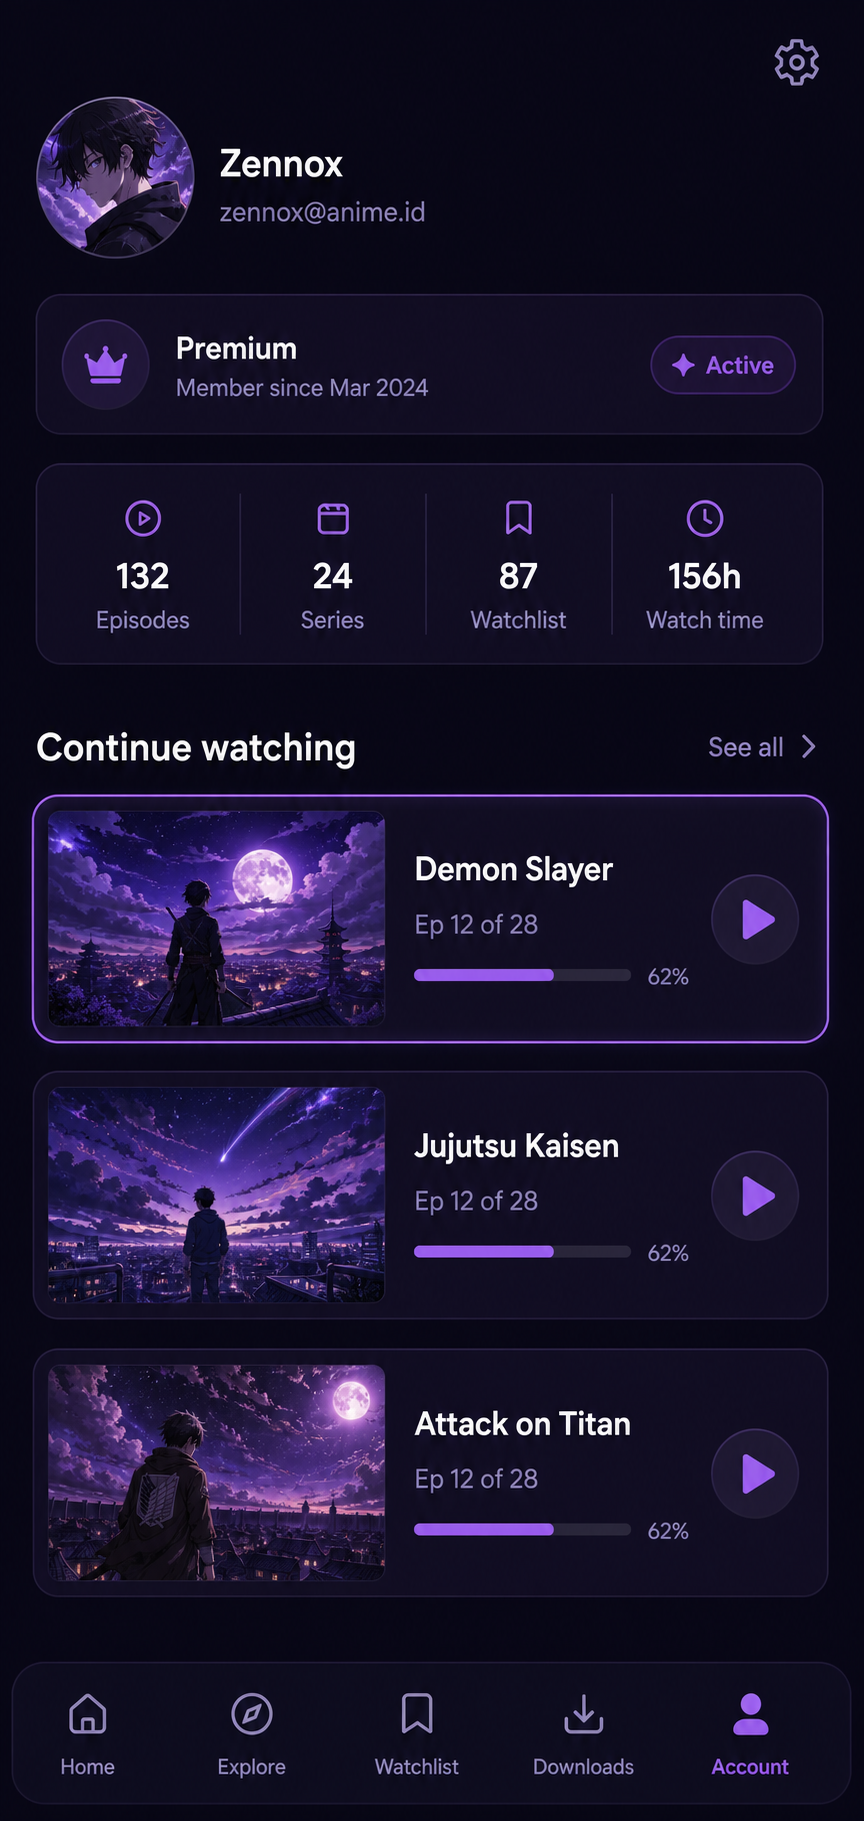 Zennox
zennox@anime.id
Premium
Member since Mar 2024
Active
132
24
87
156h
Episodes
Series
Watchlist
Watch time
Continue watching
See all
Demon Slayer
Ep 12 of 28
62%
Jujutsu Kaisen
Ep 12 of 28
62%
Attack on Titan
Ep 12 of 28
62%
Home
Explore
Watchlist
Downloads
Account